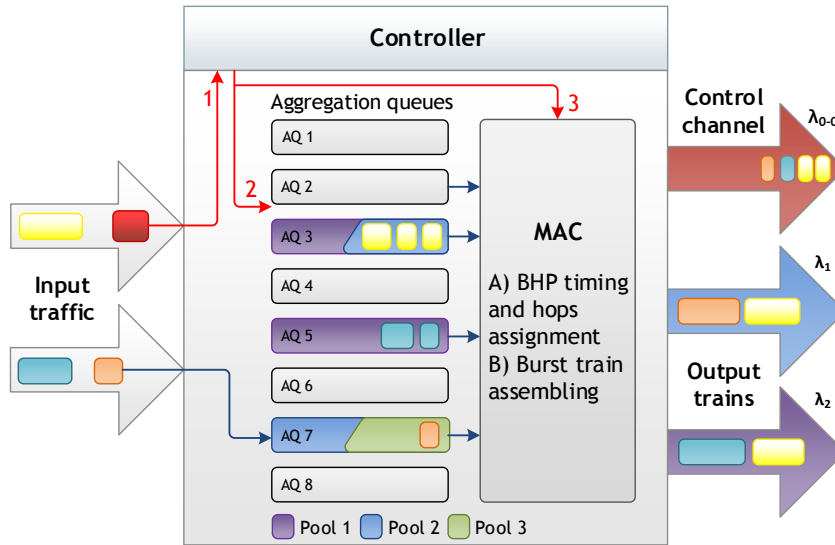 Controller
1
3
Aggregation queues
Control
channel
λ0-0
AQ 1
AQ 2
2
AQ 3
MAC
Input
traffic
AQ 4
A) BHP timing
and hops
assignment
B) Burst train
assembling
λ1
AQ 5
AQ 6
Output
trains
λ2
AQ 7
AQ 8
Pool 1
Pool 2
Pool 3